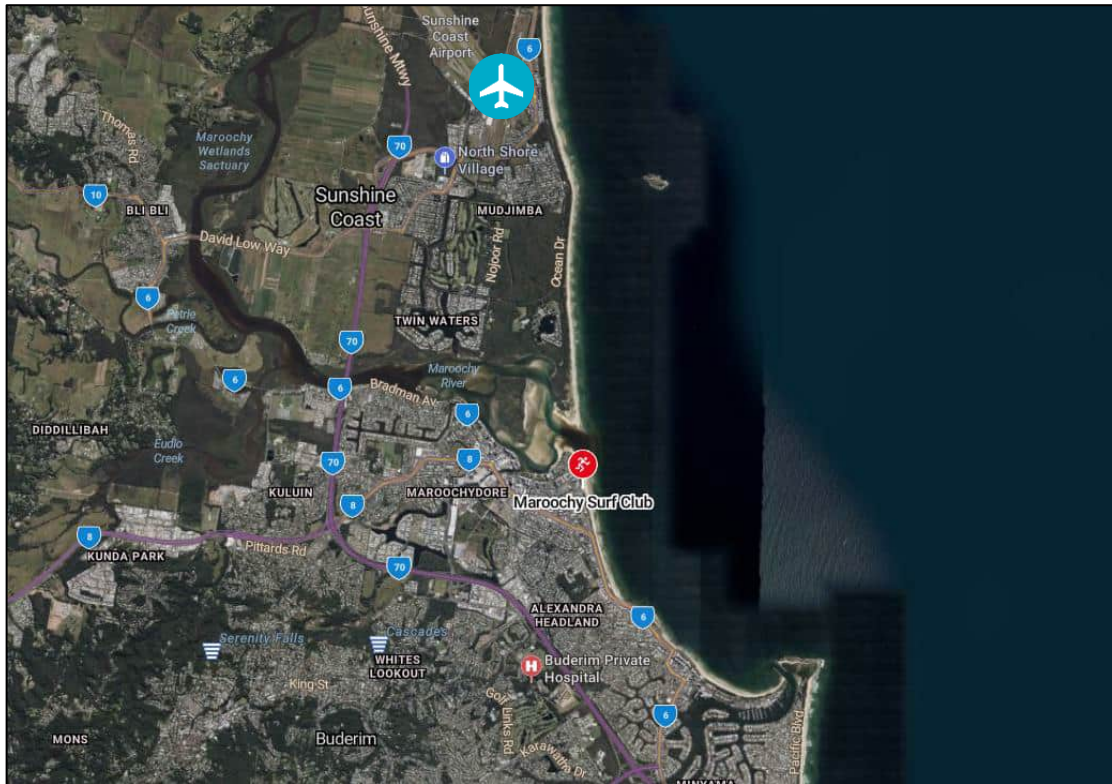 Sunshine
Coast
Airport
6
Sunshine Mtwy
Thomas Rd
Maroochy
Wetlands
Sactuary
70
North Shore
Village
10
BLI BLI
Sunshine
Coast
MUDJIMBA
David Low Way
Nojoor Rd
Ocean Dr
6
Petrie
Creek
TWIN WATERS
70
Maroochy
River
6
6
Bradman Av
6
DIDDILLIBAH
Eudlo
Creek
70
8
KULUIN
MAROOCHYDORE
Maroochy Surf Club
8
8
KUNDA PARK
Pittards Rd
70
ALEXANDRA
HEADLAND
6
Serenity Falls
Cascades
WHITES
LOOKOUT
H
Buderim Private
Hospital
King St
Golf Links Rd
6
Pacific Blvd
MONS
Buderim
Karawatha Dr
MINYAMA